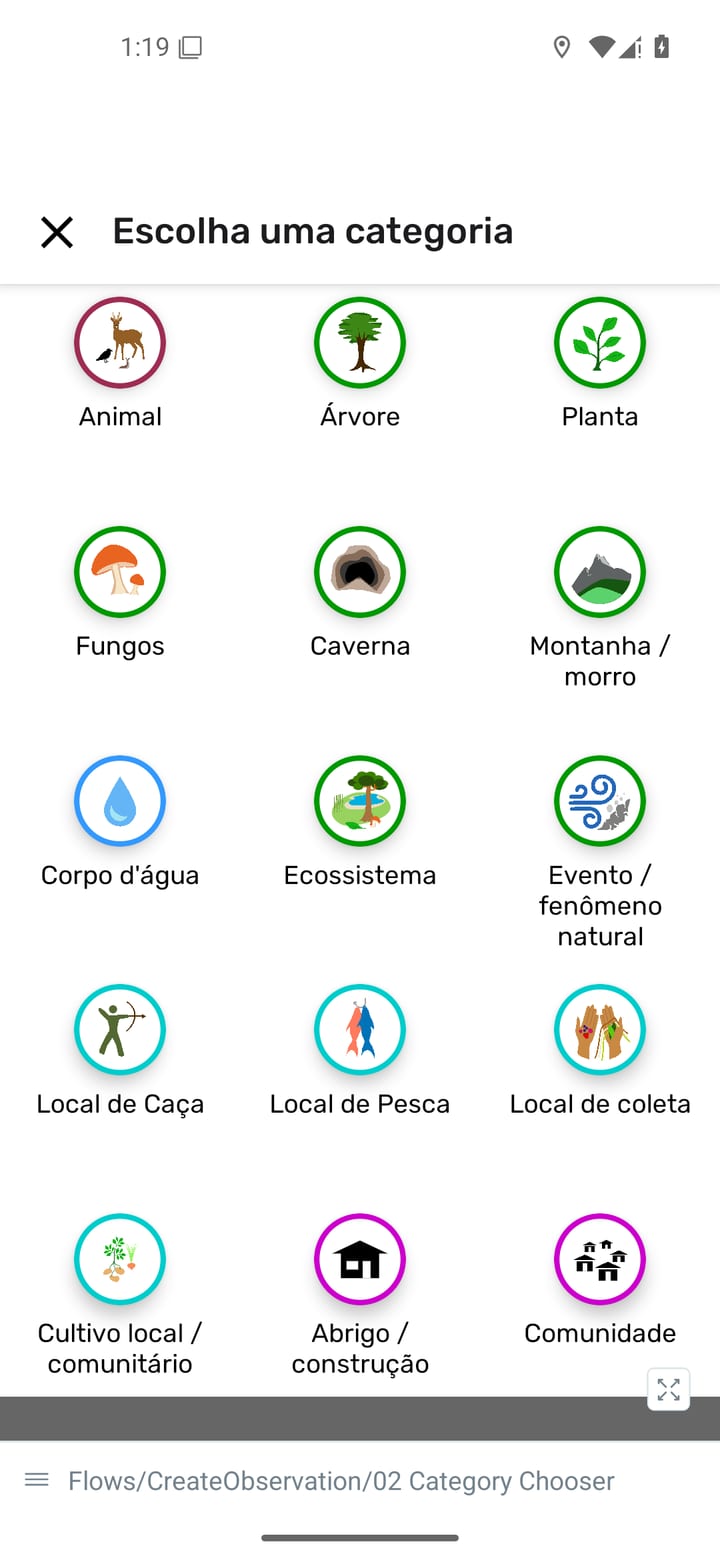 1:19
Escolha uma categoria
Animal
Árvore
Planta
Fungos
Caverna
Montanha /
morro
Corpo d'água
Ecossistema
Evento /
fenômeno
natural
Local de Caça
Local de Pesca
Local de coleta
Cultivo local /
comunitário
Abrigo /
construção
Comunidade
Flows/CreateObservation/02 Category Chooser